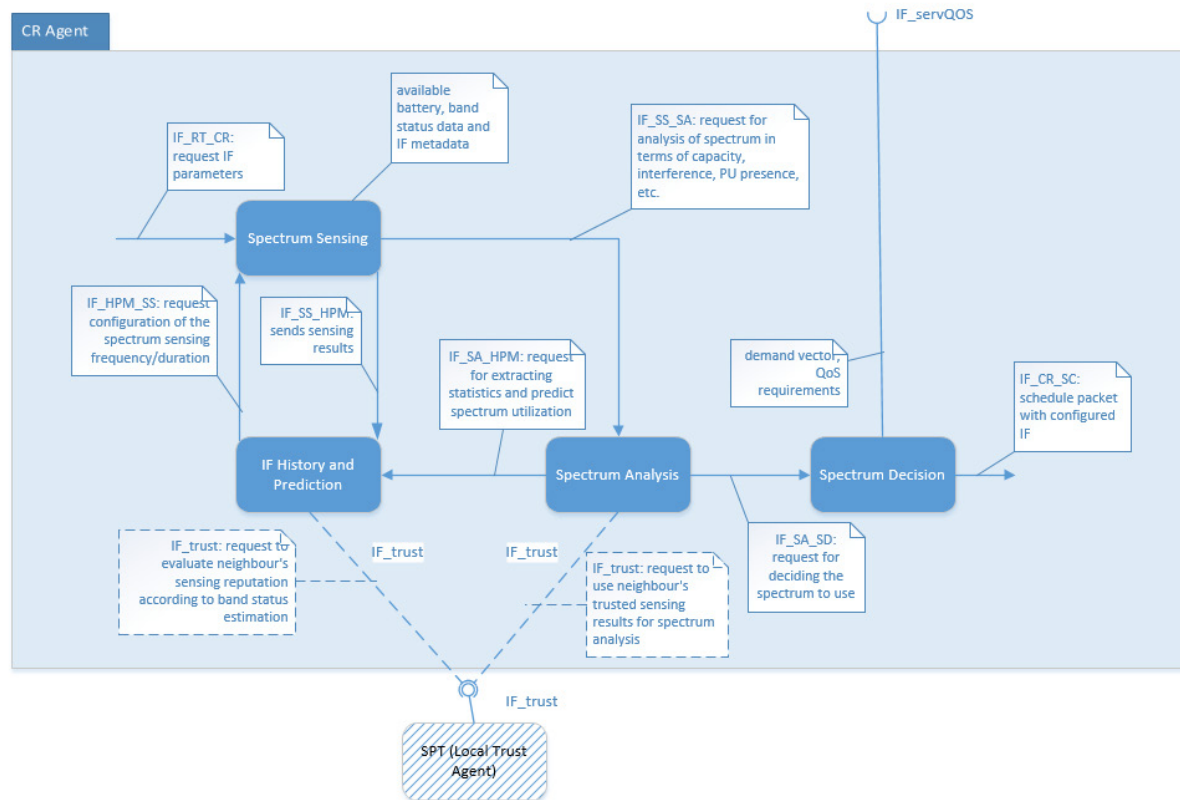 IF_servQOS
CR Agent
available
battery, band
status data and
IF metadata
IF_SS_SA: request for
analysis of spectrum in
terms of capacity,
interference, PU presence,
etc.
IF_RT_CR:
request IF
parameters
Spectrum Sensing
IF_HPM_SS: request
configuration of the
spectrum sensing
frequency/duration
IF_SS_HPM:
sends sensing
results
IF_SA_HPM: request
for extracting
statistics and predict
spectrum utilization
demand vector,
QoS
requirements
IF_CR_SC:
schedule packet
with configured
IF
IF History and
Prediction
Spectrum Analysis
Spectrum Decision
IF_trust: request to
evaluate neighbour's
sensing reputation
according to band status
estimation
IF_trust
IF_trust
IF_trust: request to
use neighbour's
trusted sensing
results for spectrum
analysis
IF_SA_SD:
request for
deciding the
spectrum to use
IF_trust
SPT (Local Trust
Agent)